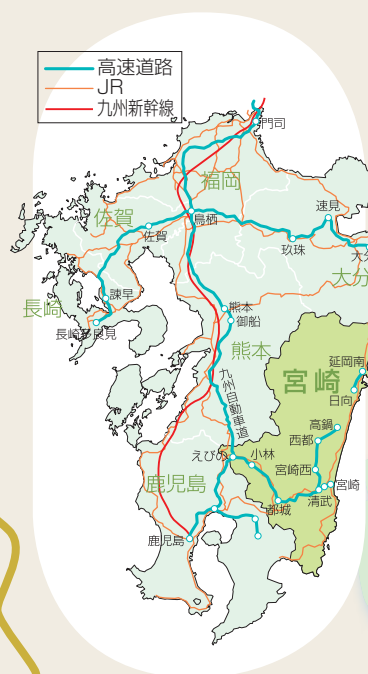 高速道路
JR
九州新幹線
門司
福岡
速見
佐賀
鳥栖
佐賀
玖珠
大分
諫早
長崎
熊本
御船
長崎多良見
熊本
延岡南
宮崎
九州自動車道
日向
高鍋
西都
えびの
小林
宮崎西
鹿児島
宮崎
清武
都城
鹿児島